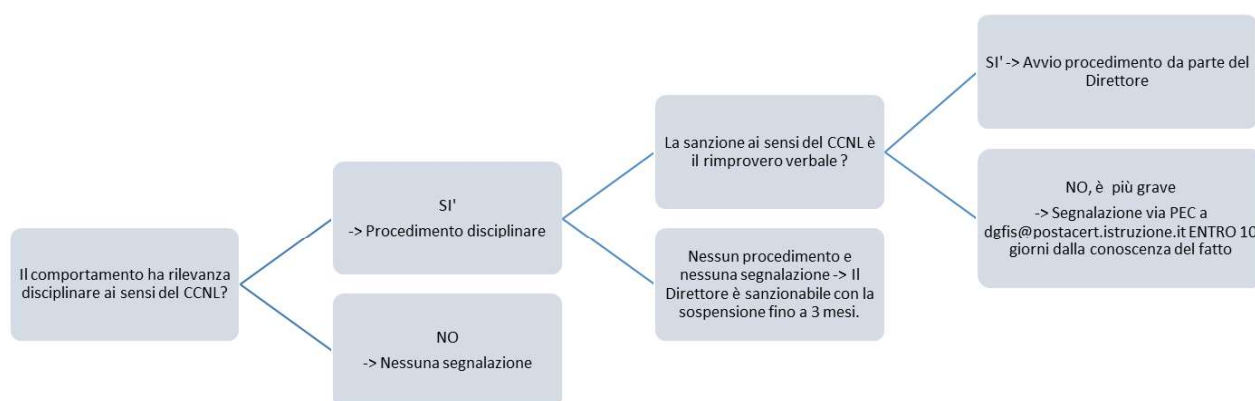 Il comportamento ha rilevanza
disciplinare ai sensi del CCNL?
SI'
-> Procedimento disciplinare
NO
-> Nessuna segnalazione
La sanzione ai sensi del CCNL è
il rimprovero verbale ?
Nessun procedimento e
nessuna segnalazione -> Il
Direttore è sanzionabile con la
sospensione fino a 3 mesi.
SI' -> Avvio procedimento da parte del
Direttore
NO, è più grave
-> Segnalazione via PEC a
dgfis@postacert.istruzione.it ENTRO 10
giorni dalla conoscenza del fatto